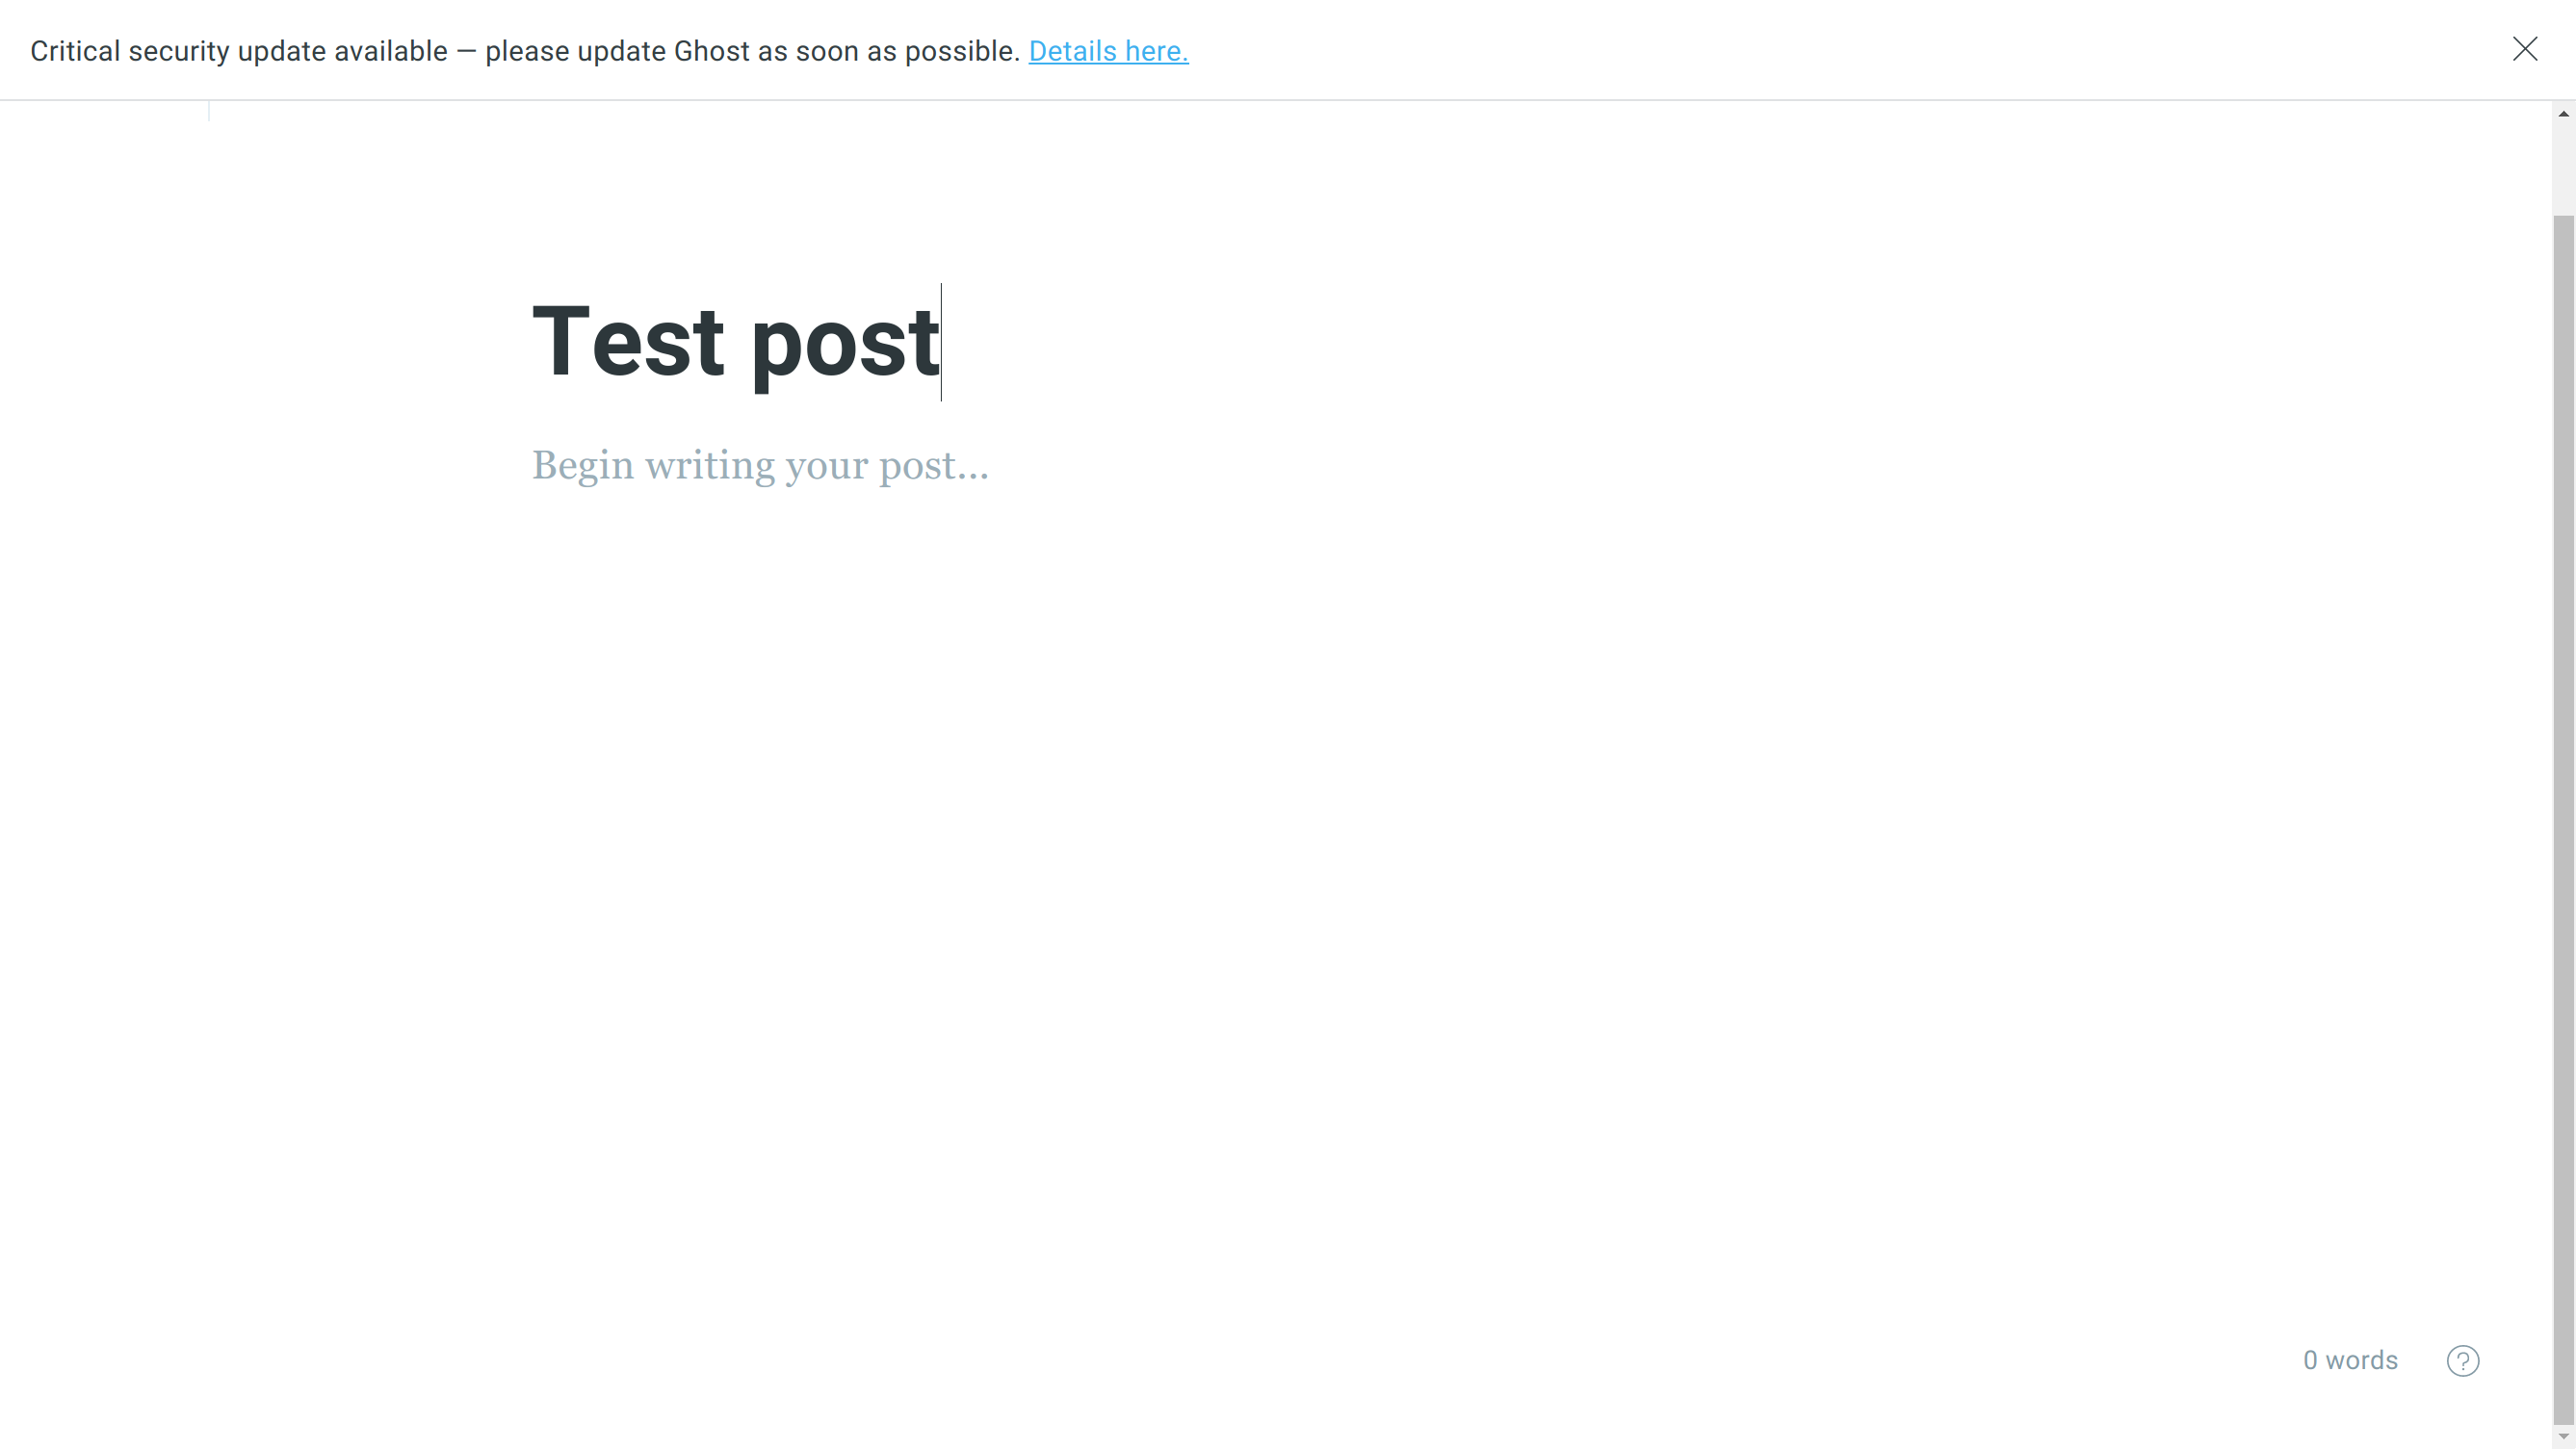 Critical security update available — please update Ghost as soon as possible. Details here.
Test post
Begin writing your post...
0 words
?